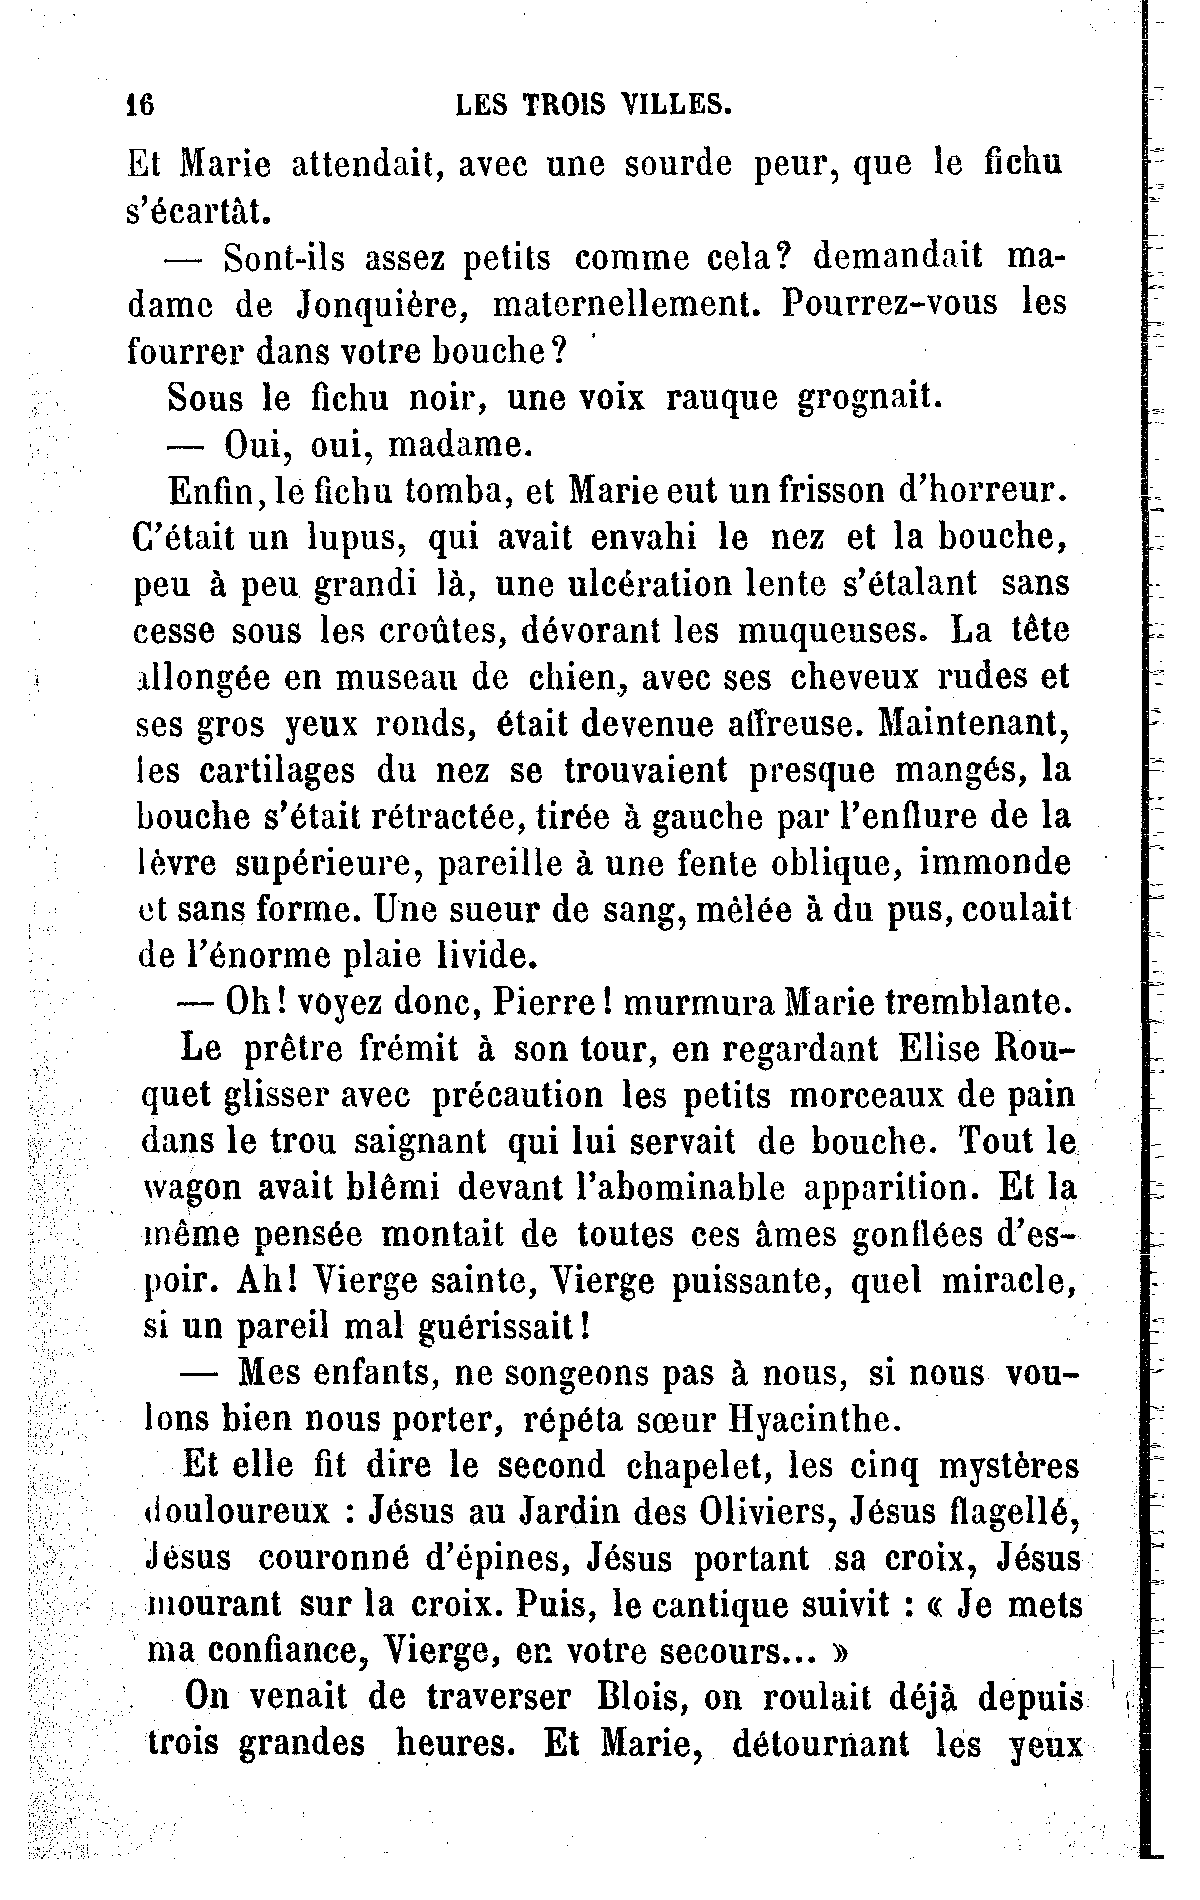 16 LES TROIS VILLES.
Et Marie attendait, avec une sourde peur, que le fichu
s'écartât.
— Sont-ils assez petits comme cela? demandait ma-
dame de Jonquière, maternellement. Pourrez-vous les
fourrer dans votre bouche?
Sous le fichu noir, une voix rauque grognait.
— Oui, oui, madame.
Enfin, le fichu tomba, et Marie eut un frisson d'horreur.
C'était un lupus, qui avait envahi le nez et la bouche,
peu à peu grandi là, une ulcération lente s'étalant sans
cesse sous les croûtes, dévorant les muqueuses. La tête
allongée en museau de chien, avec ses cheveux rudes et
ses gros yeux ronds, était devenue affreuse. Maintenant,
les cartilages du nez se trouvaient presque mangés, la
bouche s'était rétractée, tirée à gauche par l'enflure de la
lèvre supérieure, pareille à une fente oblique, immonde
et sans forme. Une sueur de sang, mêlée à du pus, coulait
de l'énorme plaie livide.
— Oh! voyez donc, Pierre! murmura Marie tremblante.
Le prêtre frémit à son tour, en regardant Elise Rou-
quet glisser avec précaution les petits morceaux de pain
dans le trou saignant qui lui servait de bouche. Tout le
wagon avait blêmi devant l'abominable apparition. Et la
même pensée montait de toutes ces âmes gonflées d'es-
poir. Ah! Vierge sainte, Vierge puissante, quel miracle,
si un pareil mal guérissait!
— Mes enfants, ne songeons pas à nous, si nous vou-
lons bien nous porter, répéta sœur Hyacinthe.
Et elle fit dire le second chapelet, les cinq mystères
douloureux : Jésus au Jardin des Oliviers, Jésus flagellé,
Jésus couronné d'épines, Jésus portant sa croix, Jésus
mourant sur la croix. Puis, le cantique suivit : « Je mets
ma confiance, Vierge, en votre secours... »
On venait de traverser Blois, on roulait déjà depuis
trois grandes heures. Et Marie, détournant les yeux